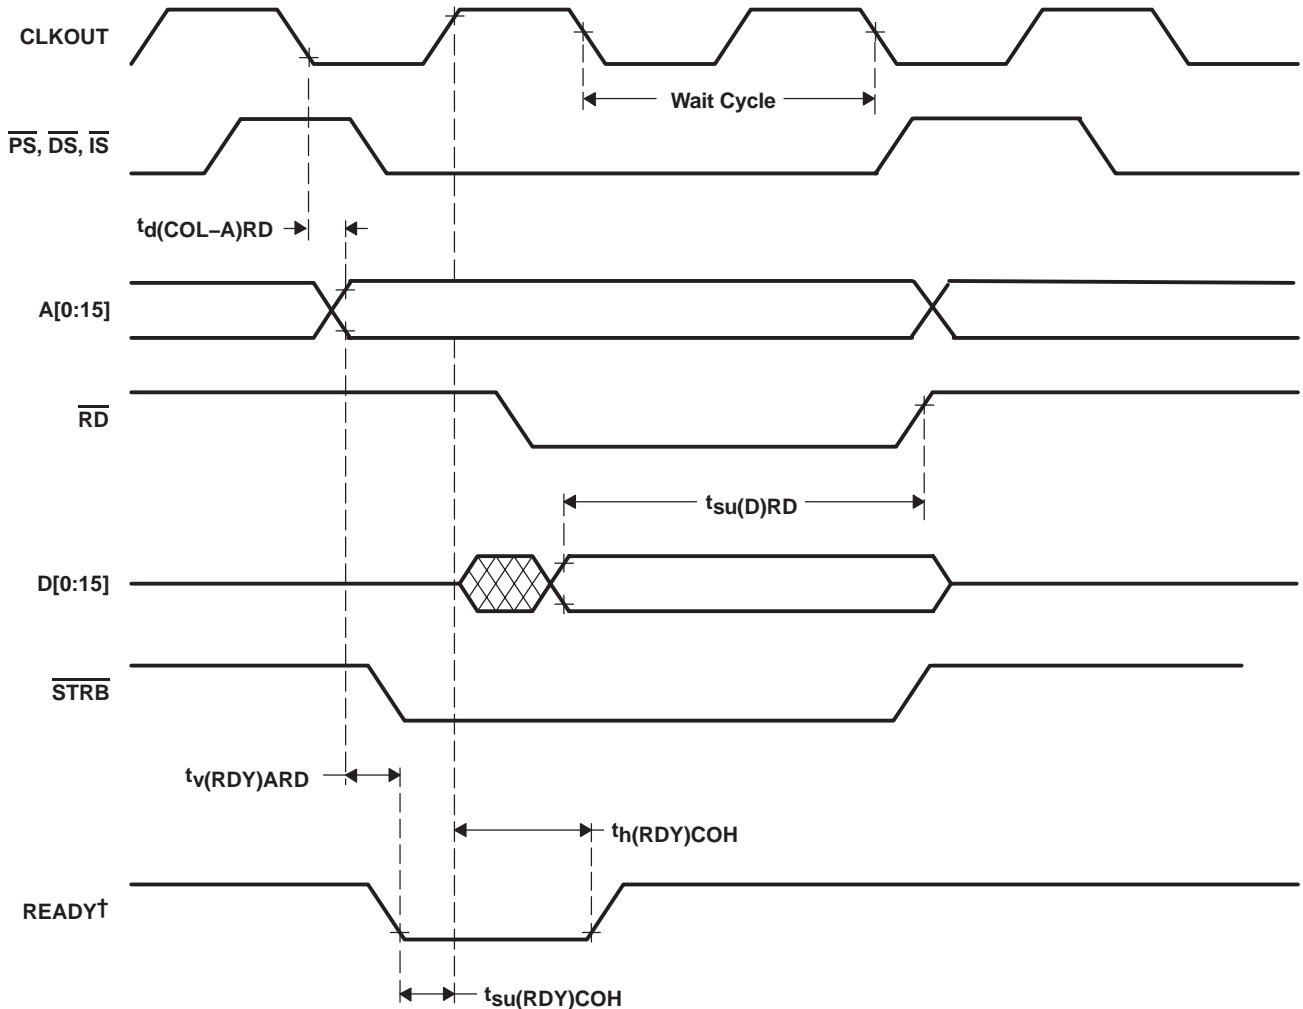 CLKOUT
Wait Cycle
PS, DS, IS
td(COL–A)RD
A[0:15]
RD
tsu(D)RD
D[0:15]
STRB
tv(RDY)ARD
th(RDY)COH
READY†
tsu(RDY)COH